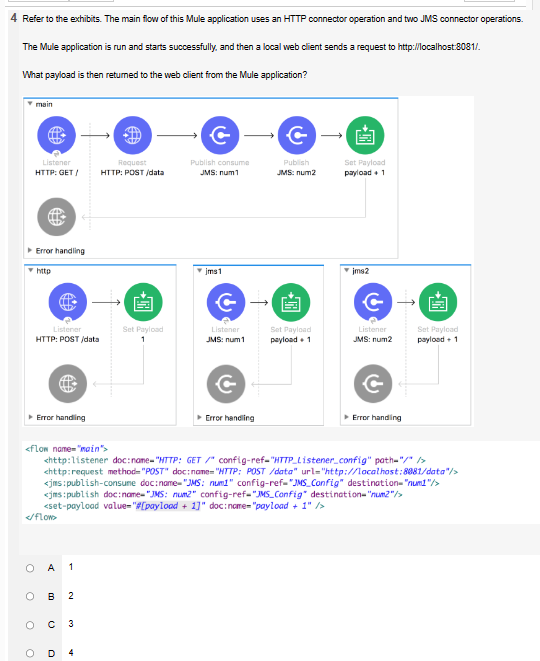 4 Refer to the exhibits. The main flow of this Mule application uses an HTTP connector operation and two JMS connector operations.
The Mule application is run and starts successfully, and then a local web client sends a request to http://localhost:8081/.
What payload is then returned to the web client from the Mule application?
main
Listener Request Publish consume Publish Set Payload
HTTP: GET / HTTP: POST /data JMS: num1 JMS: num2 payload + 1
Error handling
http jms1 jms2
Listener Set Payload Listener Set Payload Listener Set Payload
HTTP: POST /data 1 JMS: num1 payload + 1 JMS: num2 payload + 1
Error handling Error handling Error handling
<flow name="main">
<http:listener doc:name="HTTP: GET /" config-ref="HTTP_Listener_config" path="/" />
<http:request method="POST" doc:name="HTTP: POST /data" url="http://localhost:8081/data"/>
<jms:publish-consume doc:name="JMS: num1" config-ref="JMS_Config" destination="num1"/>
<jms:publish doc:name="JMS: num2" config-ref="JMS_Config" destination="num2"/>
<set-payload value="#[payload + 1]" doc:name="payload + 1" />
</flow>
A 1
B 2
C 3
D 4